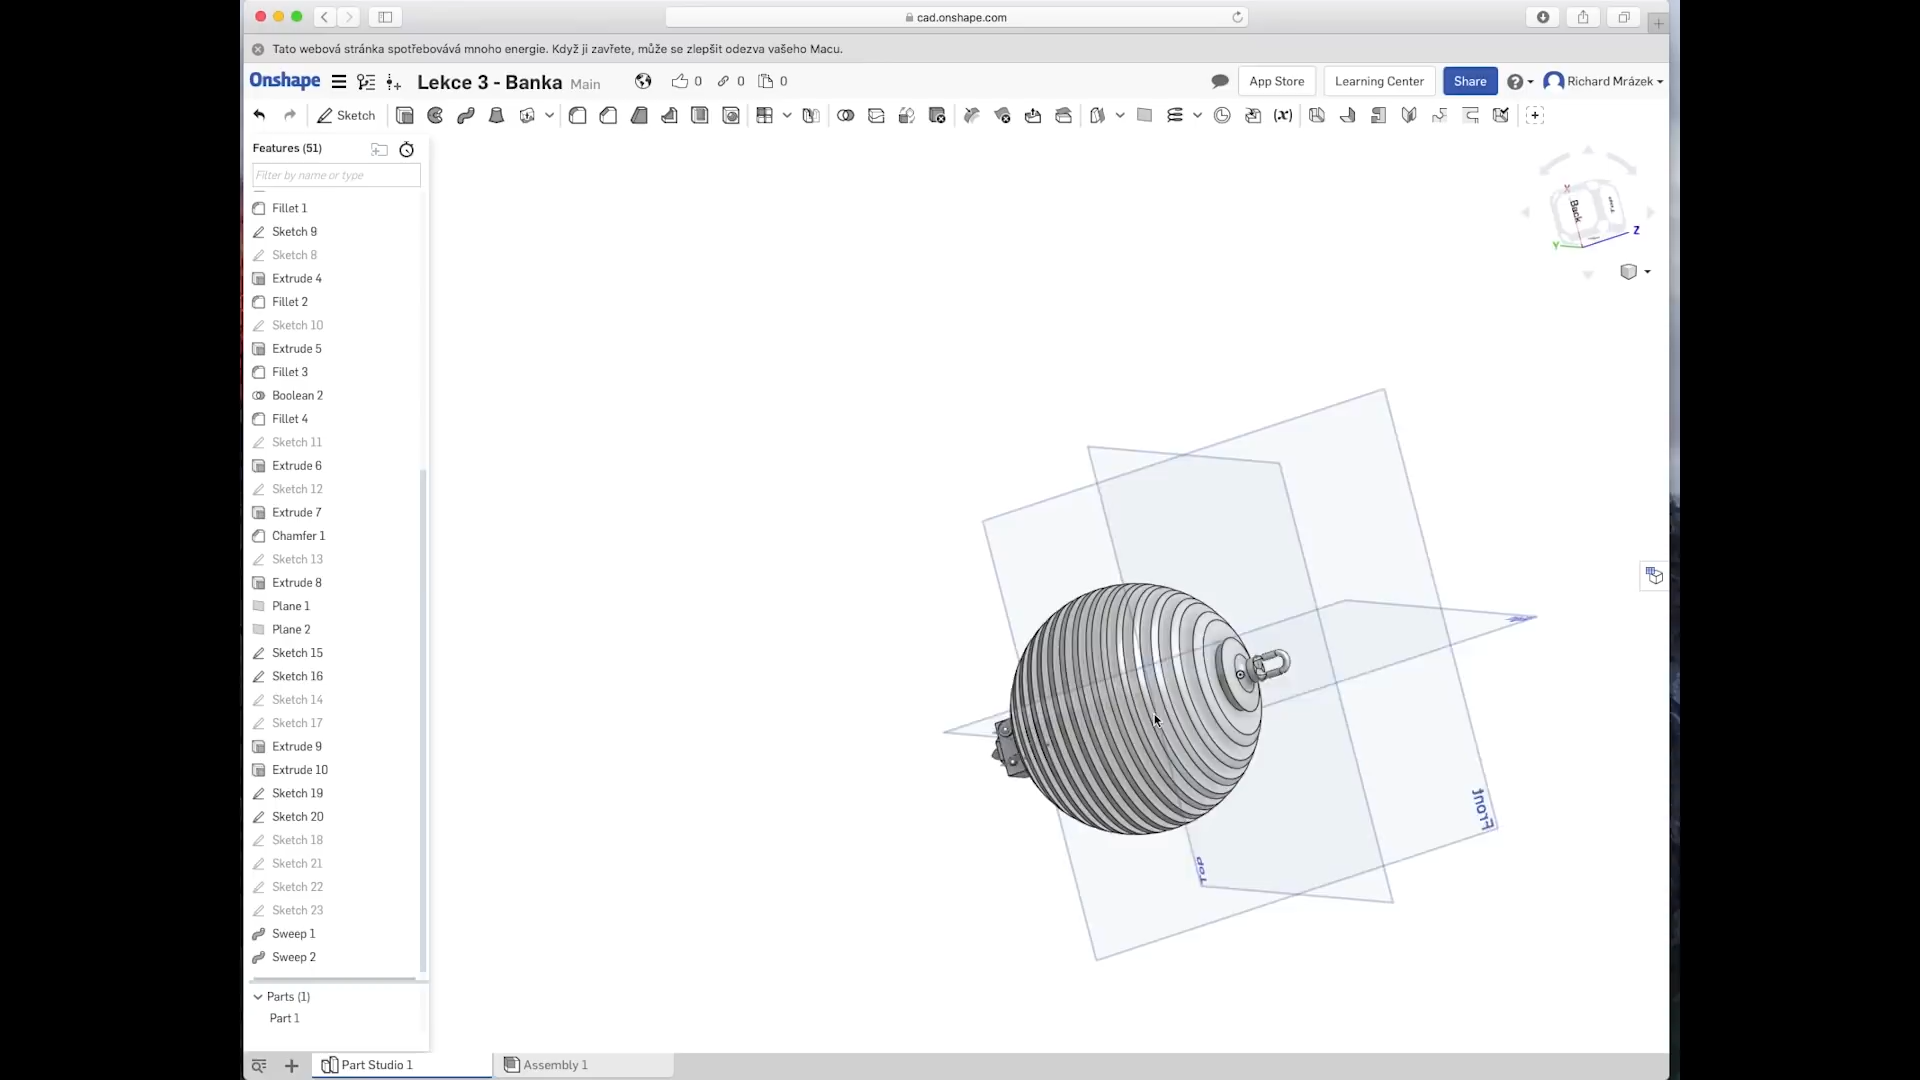 cad.onshape.com
Tato webová stránka spotřebovává mnoho energie. Když ji zavřete, může se zlepšit odezva vašeho Macu.
Onshape Lekce 3 - Banka Main 0 0 0 App Store Learning Center Share Richard Mrázek
Sketch
Features (51)
Filter by name or type
Fillet 1
Sketch 9
Sketch 8
Extrude 4
Fillet 2
Sketch 10
Extrude 5
Fillet 3
Boolean 2
Fillet 4
Sketch 11
Extrude 6
Sketch 12
Extrude 7
Chamfer 1
Sketch 13
Extrude 8
Plane 1
Plane 2
Sketch 15
Sketch 16
Sketch 14
Sketch 17
Extrude 9
Extrude 10
Sketch 19
Sketch 20
Sketch 18
Sketch 21
Sketch 22
Sketch 23
Sweep 1
Sweep 2
Parts (1)
Part 1
X
Back
Y
Z
Front
Top
Part Studio 1 Assembly 1